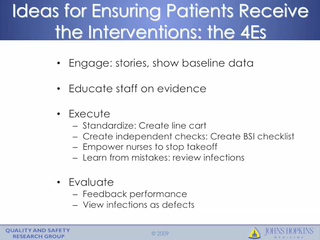 Ideas for Ensuring Patients Receive
the Interventions: the 4Es
• Engage: stories, show baseline data
• Educate staff on evidence
• Execute
– Standardize: Create line cart
– Create independent checks: Create BSI checklist
– Empower nurses to stop takeoff
– Learn from mistakes: review infections
• Evaluate
– Feedback performance
– View infections as defects
QUALITY AND SAFETY
RESEARCH GROUP
© 2009
JOHNS HOPKINS
MEDICINE